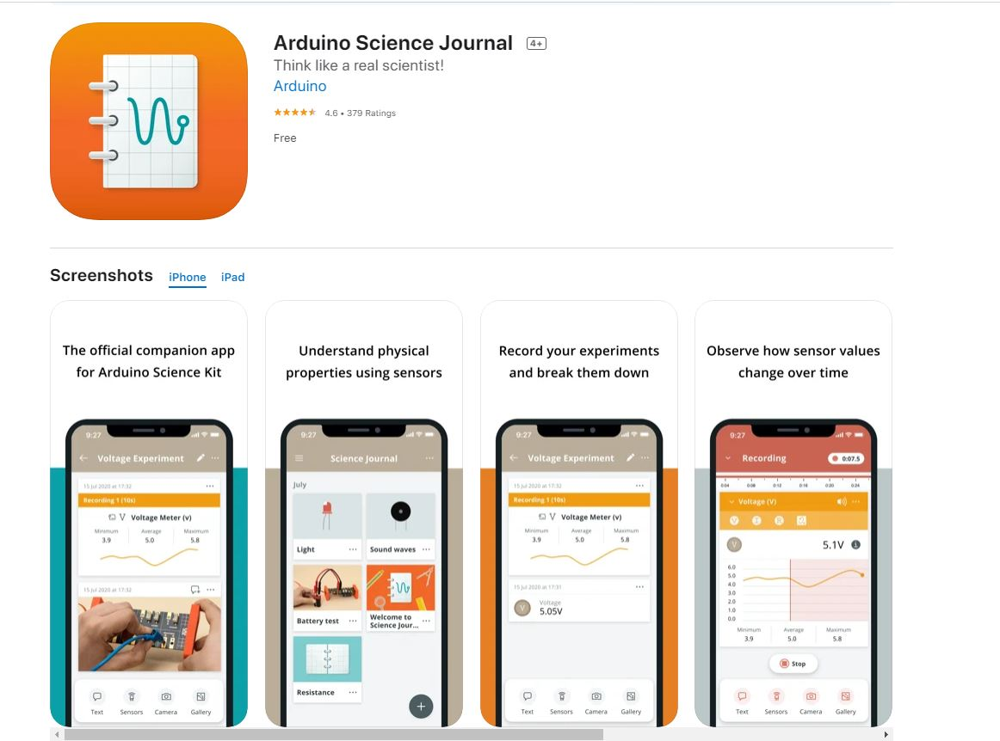 Arduino Science Journal 4+
Think like a real scientist!
Arduino
4.6 • 379 Ratings
Free
Screenshots iPhone iPad
The official companion app
for Arduino Science Kit
9:27
Voltage Experiment
15 Jul 2020 at 17:32
Recording 1 (10s)
Voltage Meter (v)
Minimum Average Maximum
3.9 5.0 5.8
15 Jul 2020 at 17:32
Text Sensors Camera Gallery
Understand physical
properties using sensors
9:27
Science Journal
July
Light Sound waves
Battery test
Welcome to
Science Jour...
Resistance
Record your experiments
and break them down
9:27
Voltage Experiment
15 Jul 2020 at 17:32
Recording 1 (10s)
Voltage Meter (v)
Minimum Average Maximum
3.9 5.0 5.8
15 Jul 2020 at 17:31
Voltage
5.05V
Text Sensors Camera Gallery
Observe how sensor values
change over time
9:27
Recording 0:07.5
0:04 0:08 0:12 0:16 0:20 0:24
Voltage (V)
V I R
V 5.1V
6.0
5.0
4.0
3.0
2.0
1.0
0.0
Minimum Average Maximum
3.9 5.0 5.8
Stop
Text Sensors Camera Gallery